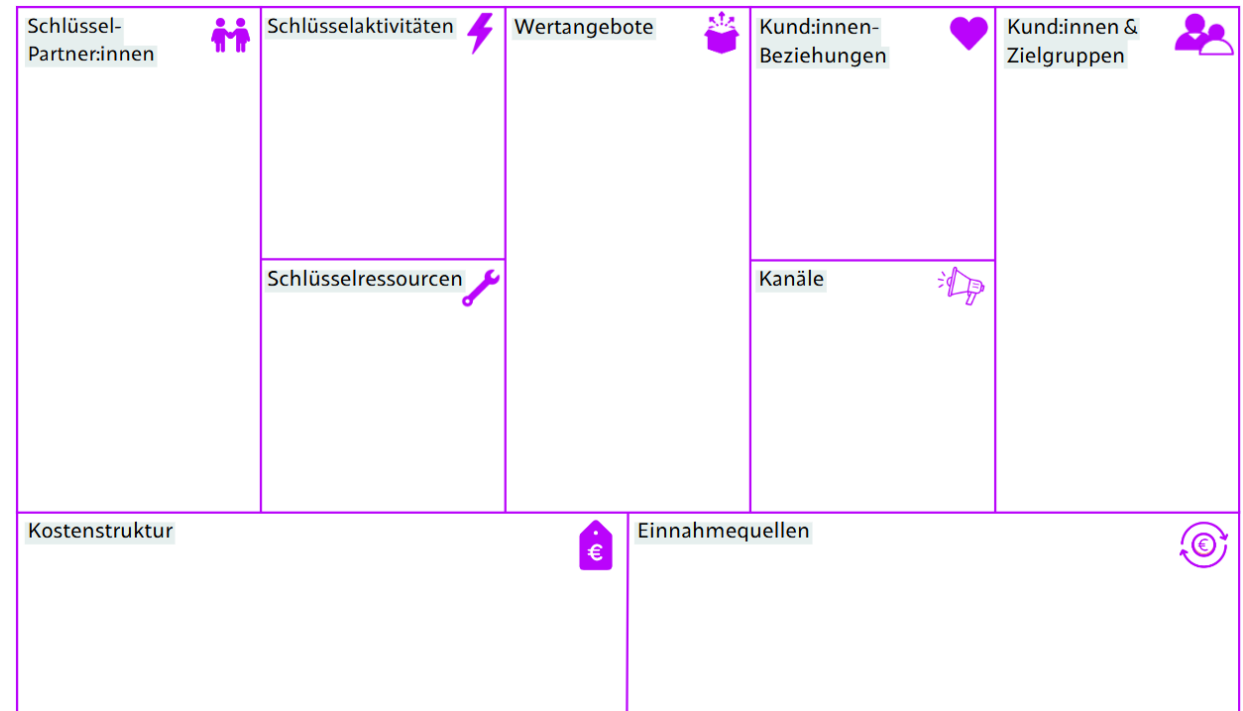 Schlüssel-
Partner:innen
Schlüsselaktivitäten
Wertangebote
Kund:innen-
Beziehungen
Kund:innen &
Zielgruppen
Schlüsselressourcen
Kanäle
Kostenstruktur
€
Einnahmequellen
€